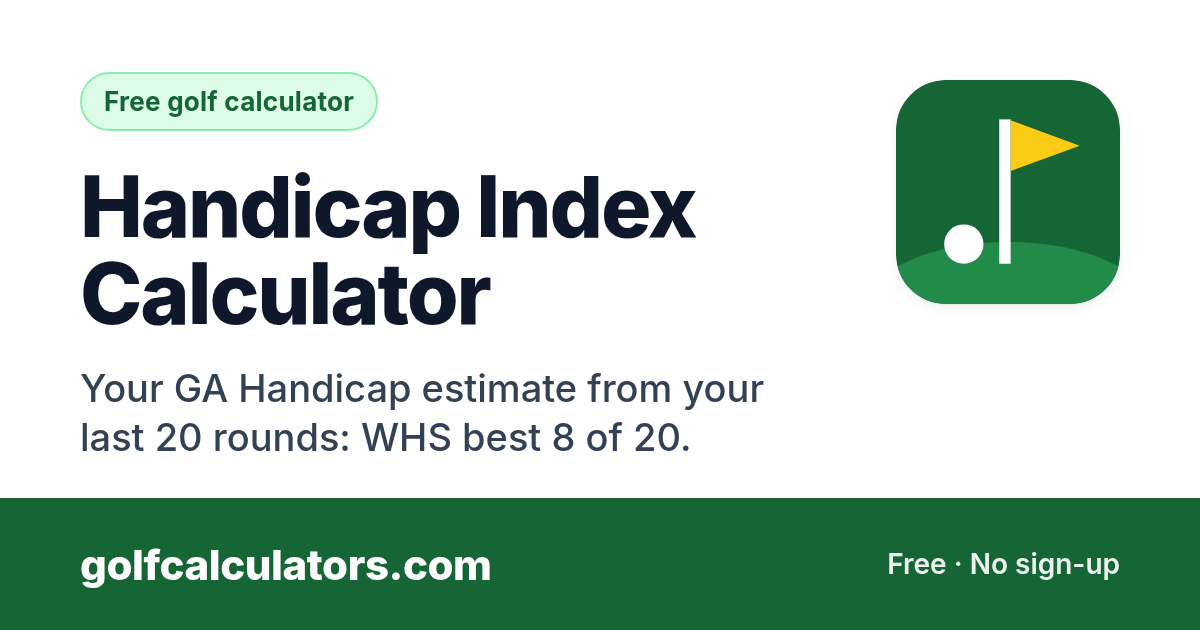 Free golf calculator
Handicap Index
Calculator
Your GA Handicap estimate from your
last 20 rounds: WHS best 8 of 20.
golfcalculators.com
Free · No sign-up